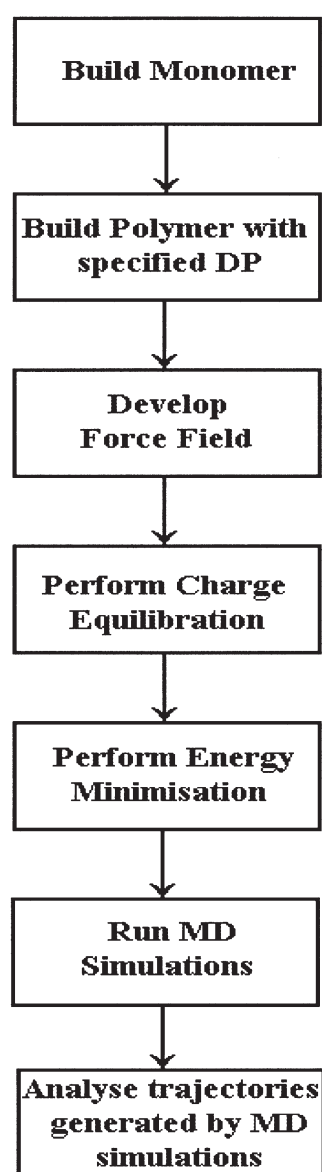 Build Monomer
Build Polymer with
specified DP
Develop
Force Field
Perform Charge
Equilibration
Perform Energy
Minimisation
Run MD
Simulations
Analyse trajectories
generated by MD
simulations